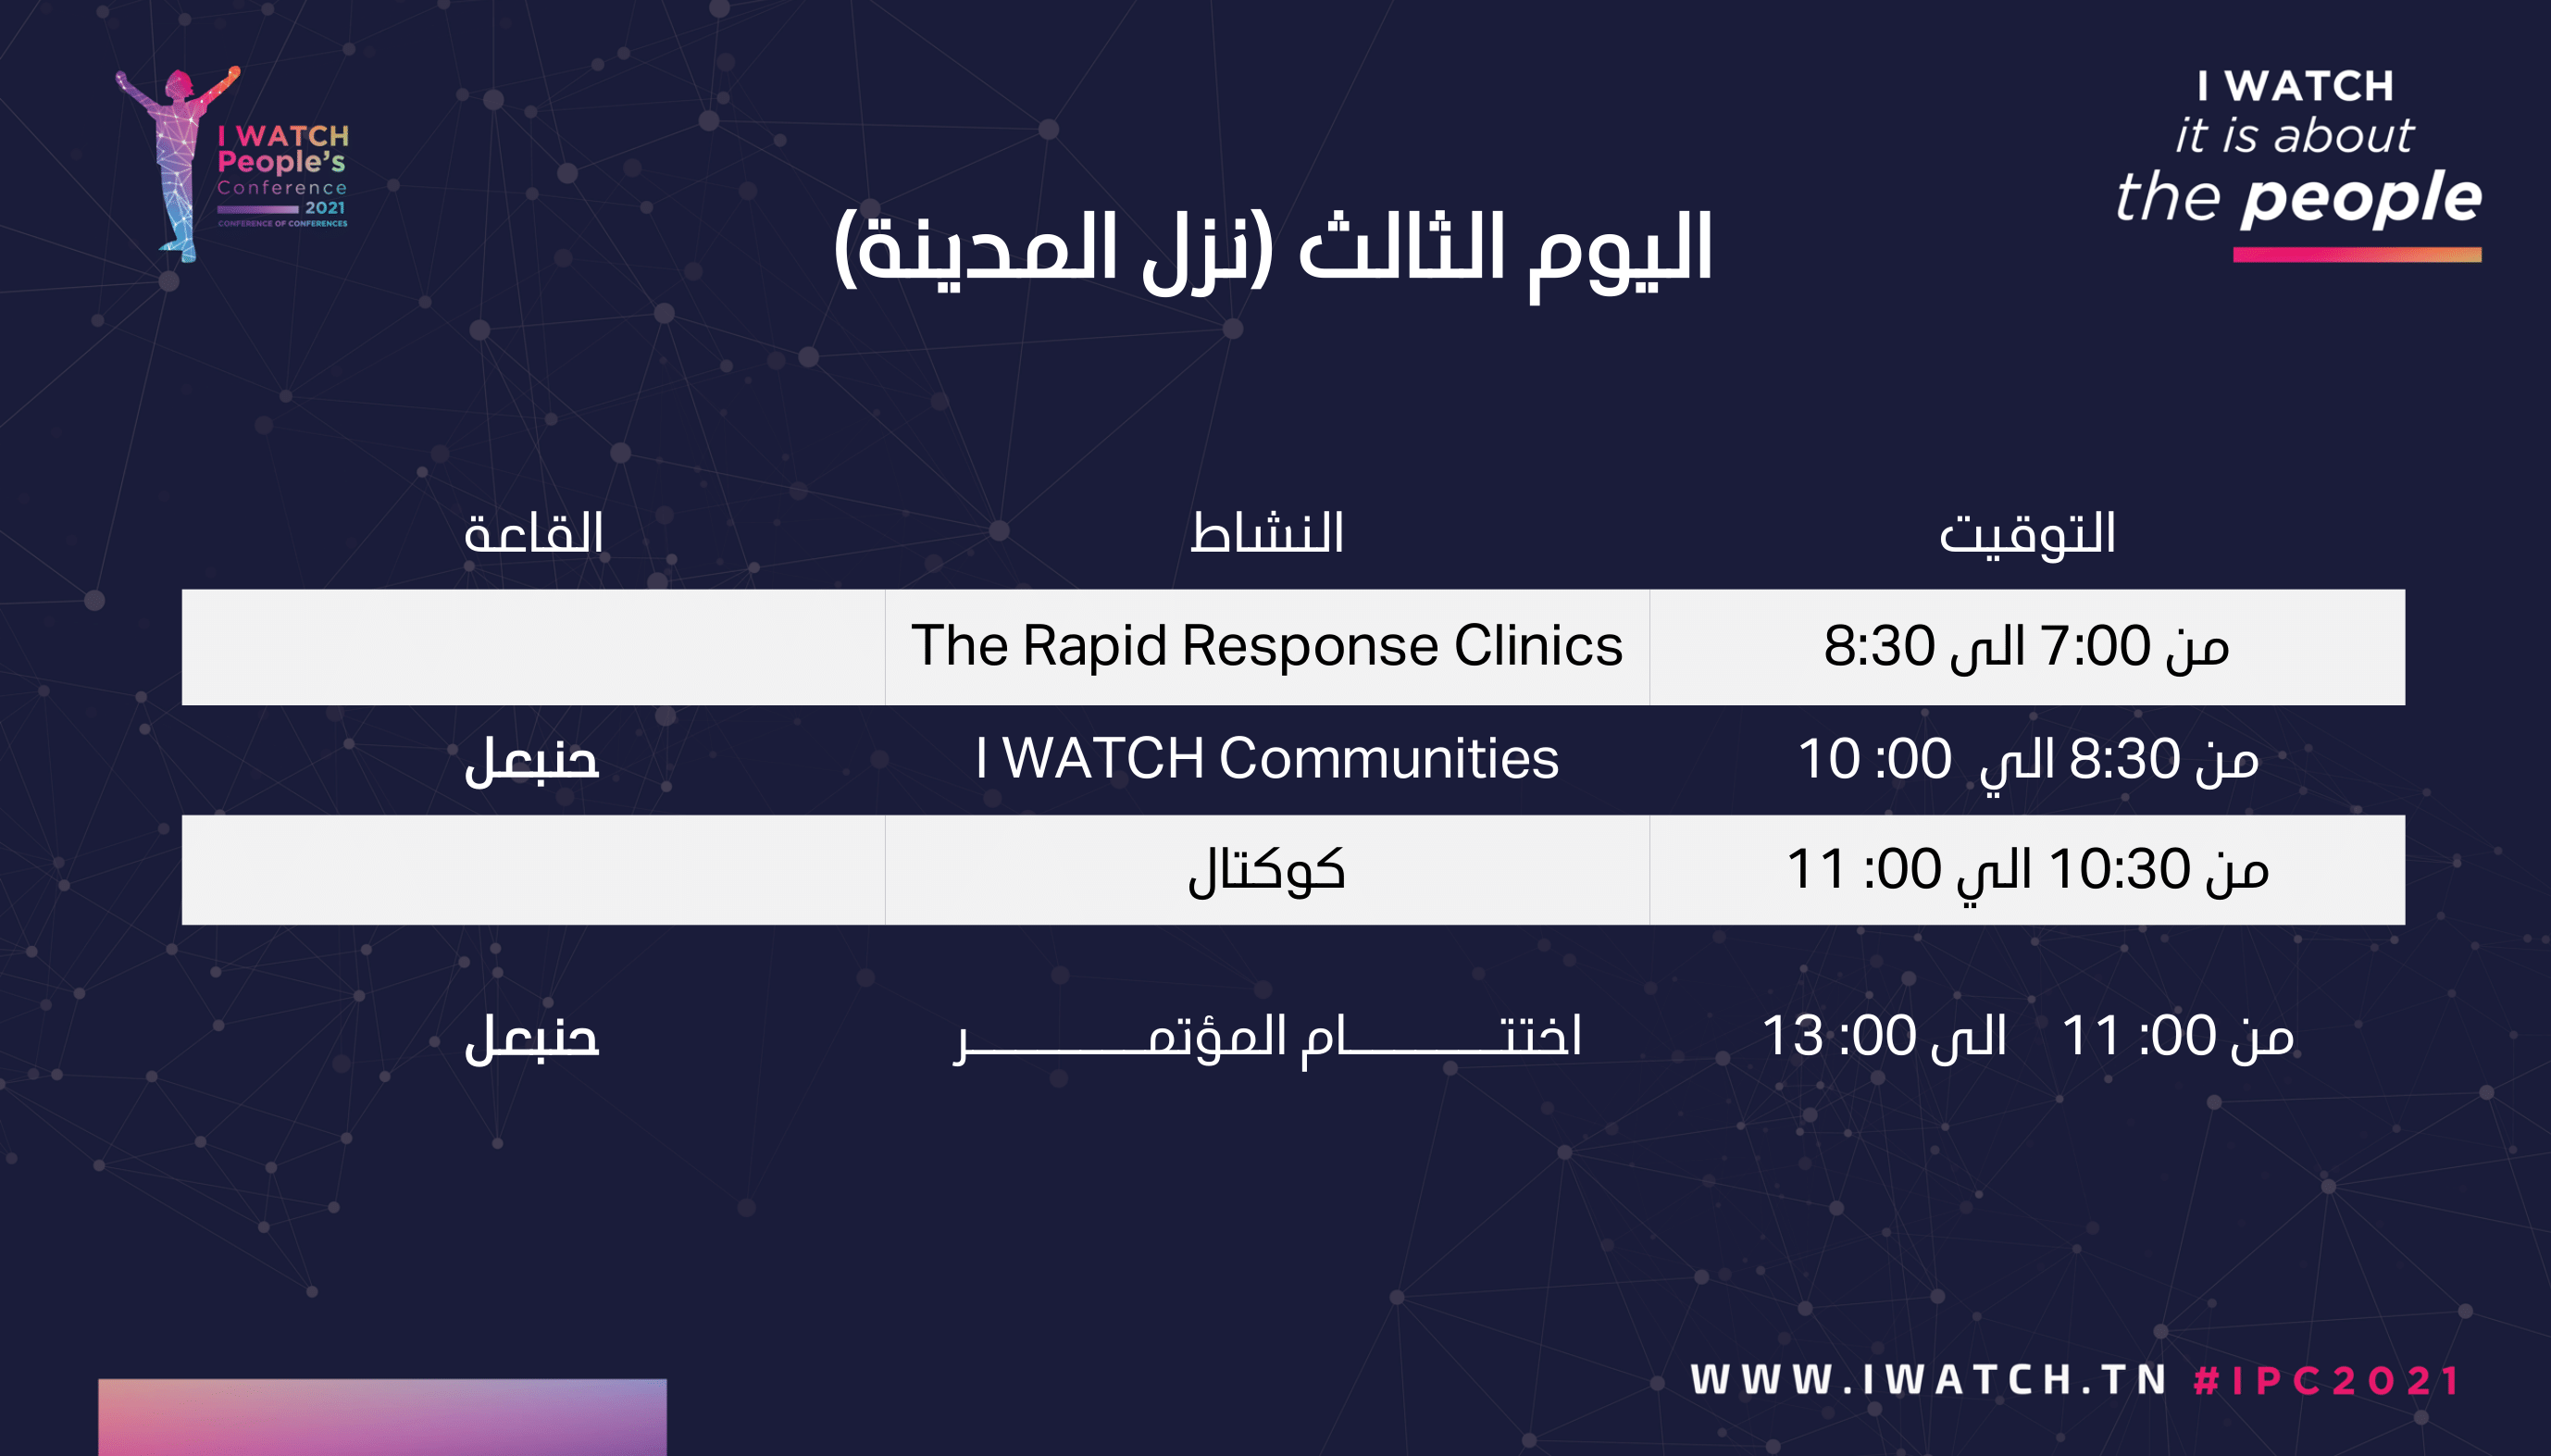 I WATCH
People's
Conference
2021
CONFERENCE OF CONFERENCES
I WATCH
it is about
the people
اليوم الثالث (نزل المدينة)
التوقيت النشاط القاعة
من 7:00 الى 8:30 The Rapid Response Clinics
من 8:30 الي 00: 10 I WATCH Communities حنبعل
من 10:30 الي 00: 11 كوكتال
من 00: 11 الى 00: 13 اختتـــــــــام المؤتمــــــــــر حنبعل
WWW.IWATCH.TN #IPC2021